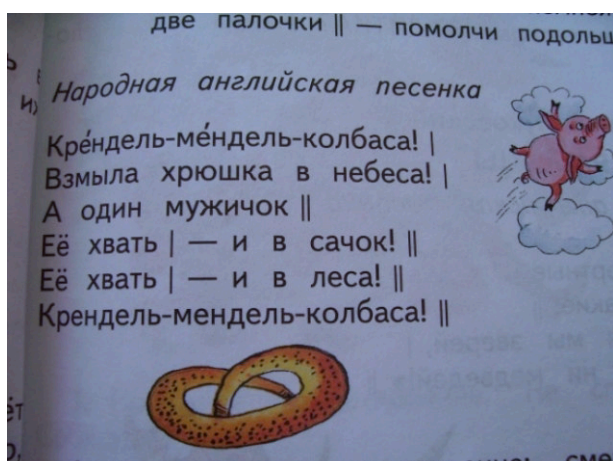 две палочки || — помолчи подольш
Народная английская песенка
Кре́ндель-ме́ндель-колбаса! |
Взмыла хрюшка в небеса! |
А один мужичок ||
Её хвать | — и в сачок! ||
Её хвать | — и в леса! ||
Крендель-мендель-колбаса! ||